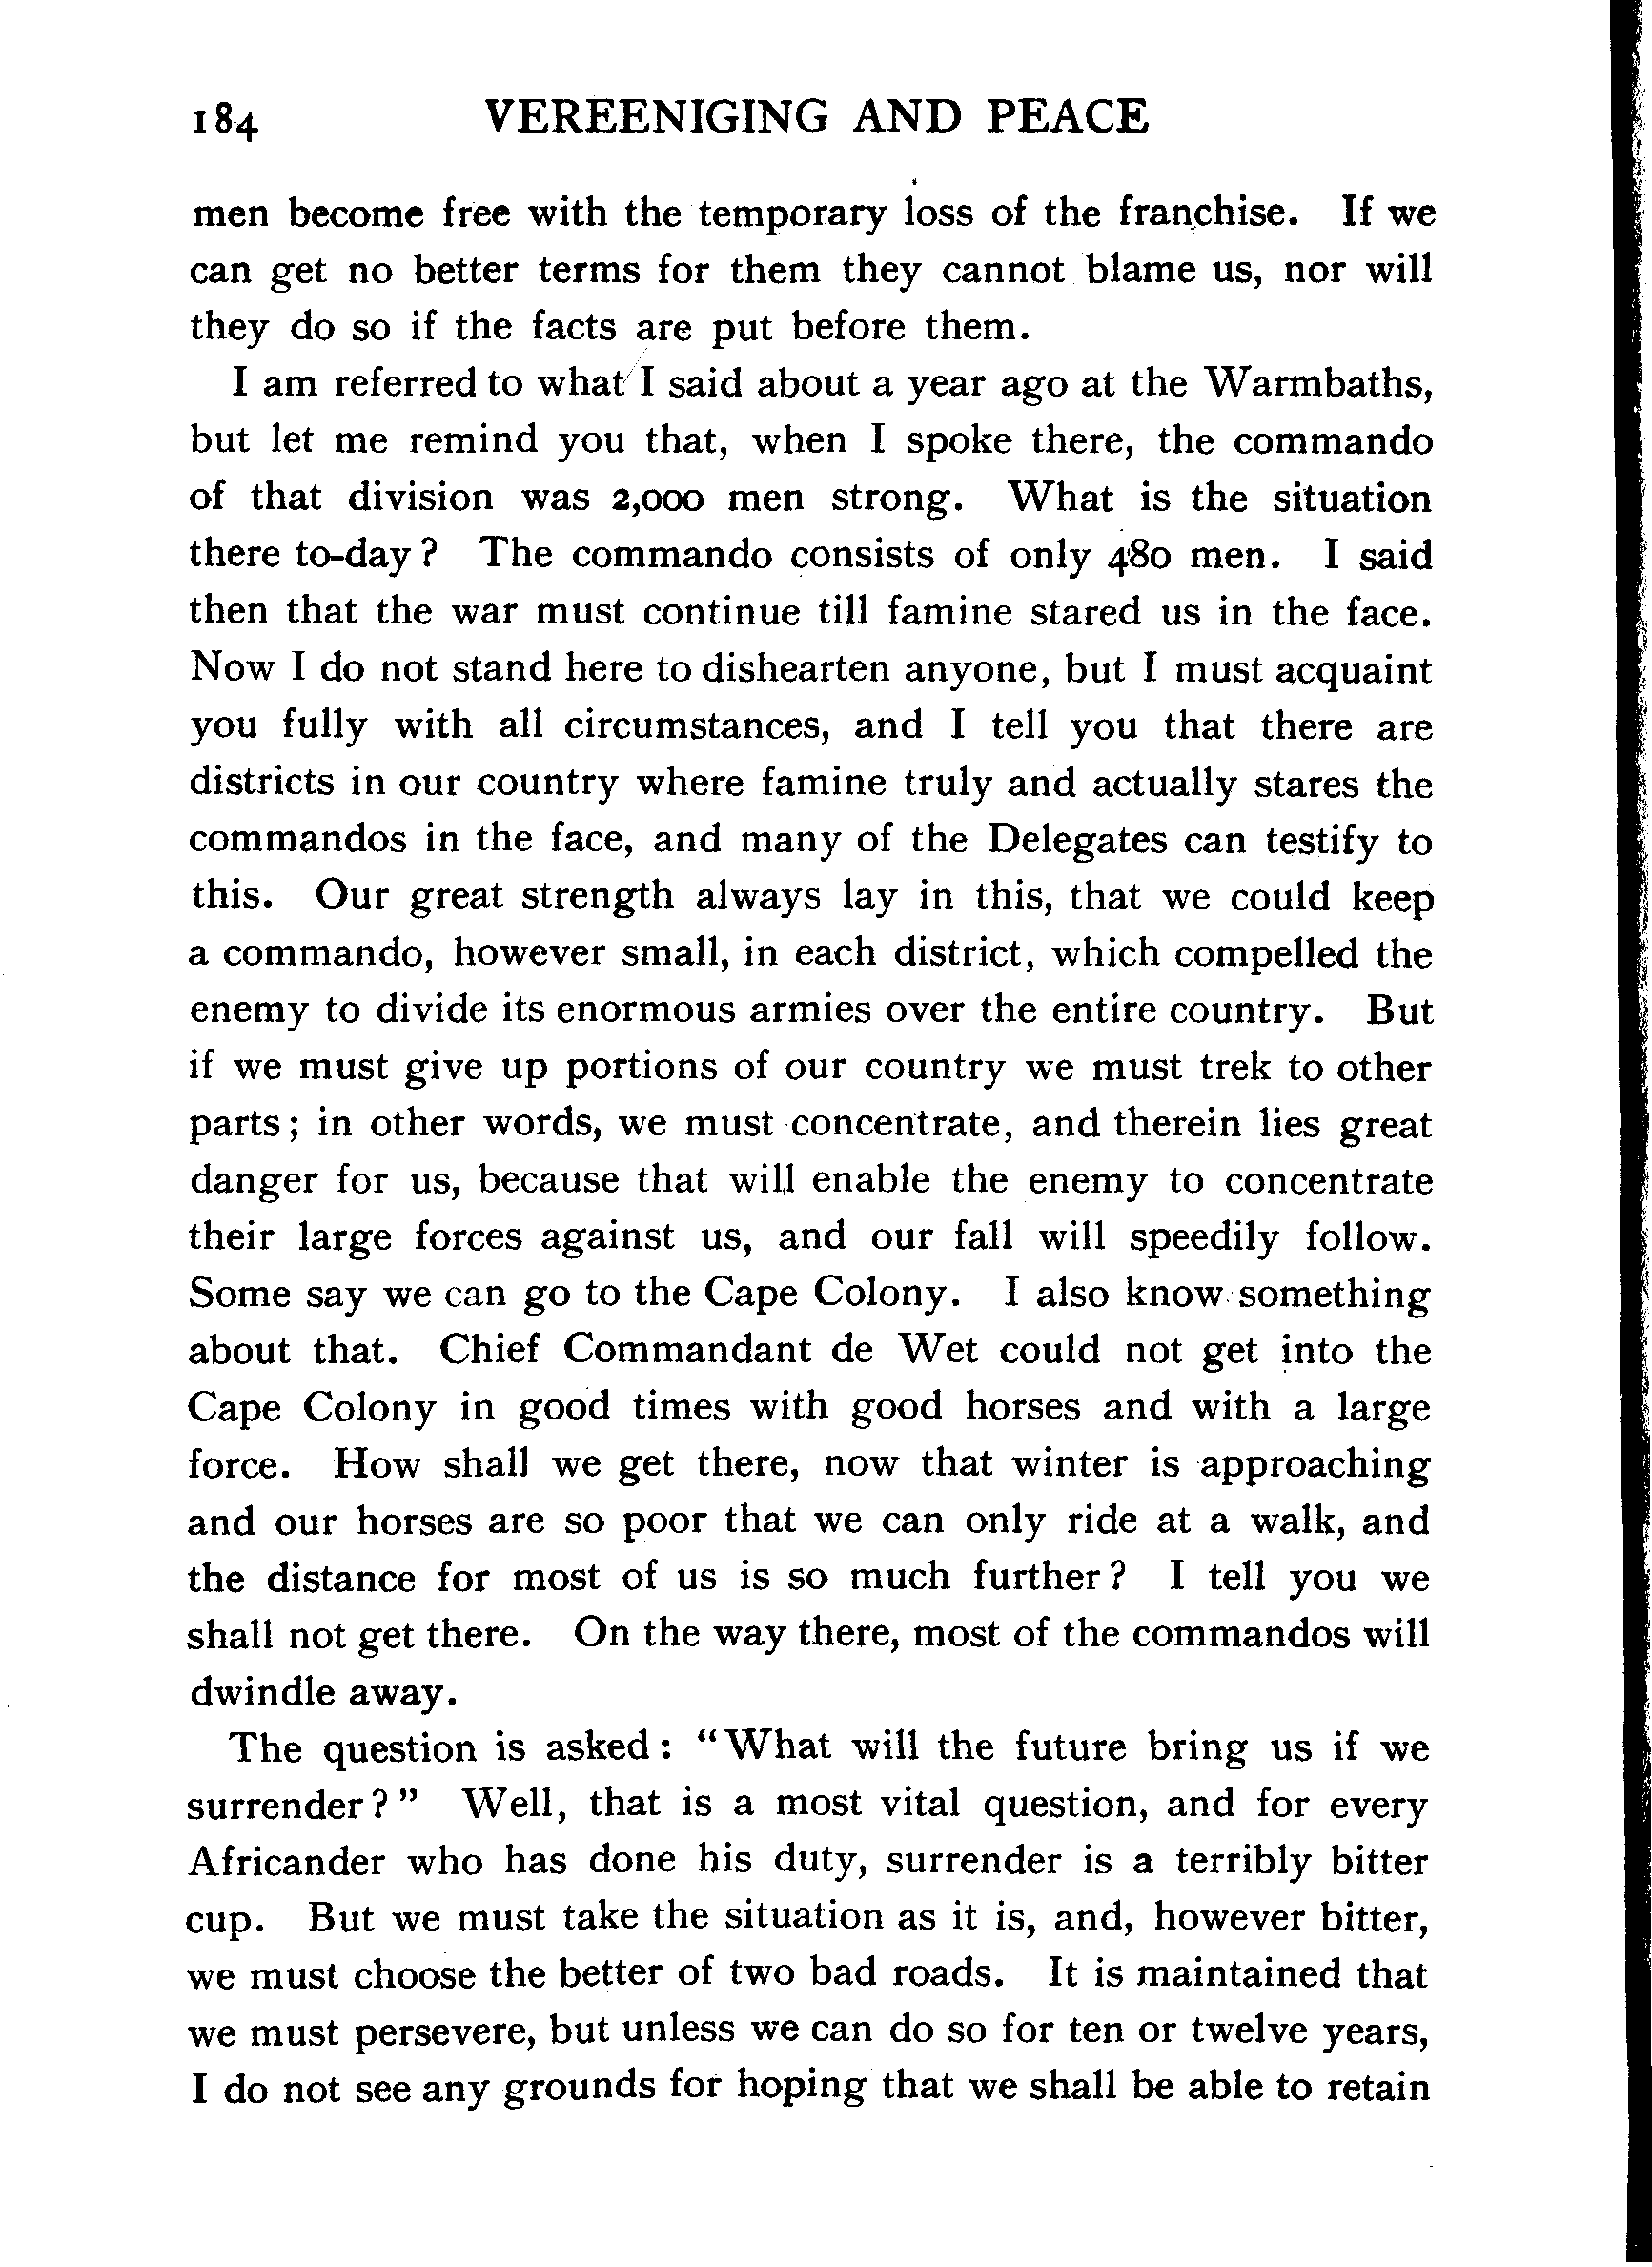 184 VEREENIGING AND PEACE
men become free with the temporary loss of the franchise. If we
can get no better terms for them they cannot blame us, nor will
they do so if the facts are put before them.
I am referred to what I said about a year ago at the Warmbaths,
but let me remind you that, when I spoke there, the commando
of that division was 2,000 men strong. What is the situation
there to-day? The commando consists of only 480 men. I said
then that the war must continue till famine stared us in the face.
Now I do not stand here to dishearten anyone, but I must acquaint
you fully with all circumstances, and I tell you that there are
districts in our country where famine truly and actually stares the
commandos in the face, and many of the Delegates can testify to
this. Our great strength always lay in this, that we could keep
a commando, however small, in each district, which compelled the
enemy to divide its enormous armies over the entire country. But
if we must give up portions of our country we must trek to other
parts; in other words, we must concentrate, and therein lies great
danger for us, because that will enable the enemy to concentrate
their large forces against us, and our fall will speedily follow.
Some say we can go to the Cape Colony. I also know something
about that. Chief Commandant de Wet could not get into the
Cape Colony in good times with good horses and with a large
force. How shall we get there, now that winter is approaching
and our horses are so poor that we can only ride at a walk, and
the distance for most of us is so much further? I tell you we
shall not get there. On the way there, most of the commandos will
dwindle away.
The question is asked: "What will the future bring us if we
surrender?" Well, that is a most vital question, and for every
Africander who has done his duty, surrender is a terribly bitter
cup. But we must take the situation as it is, and, however bitter,
we must choose the better of two bad roads. It is maintained that
we must persevere, but unless we can do so for ten or twelve years,
I do not see any grounds for hoping that we shall be able to retain